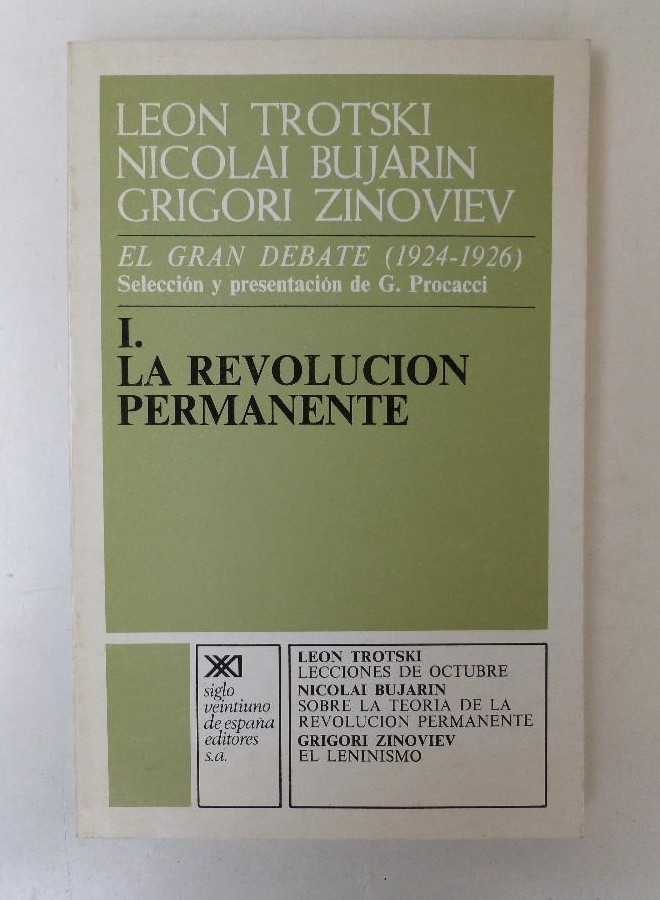 LEON TROTSKI
NICOLAI BUJARIN
GRIGORI ZINOVIEV
EL GRAN DEBATE (1924-1926)
Selección y presentación de G. Procacci
I.
LA REVOLUCION
PERMANENTE
XXI
siglo
veintiuno
de españa
editores
s.a.
LEON TROTSKI
LECCIONES DE OCTUBRE
NICOLAI BUJARIN
SOBRE LA TEORIA DE LA
REVOLUCION PERMANENTE
GRIGORI ZINOVIEV
EL LENINISMO